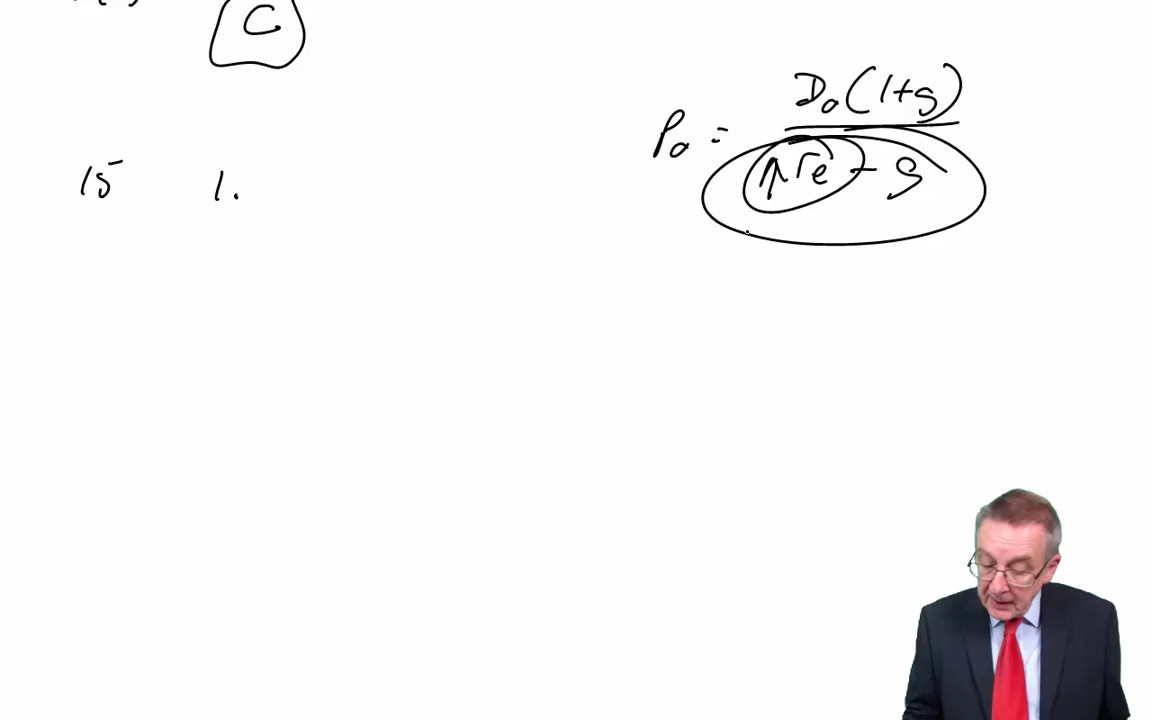 C
P₀ = D₀(1+g)
↑re - g
15 1.